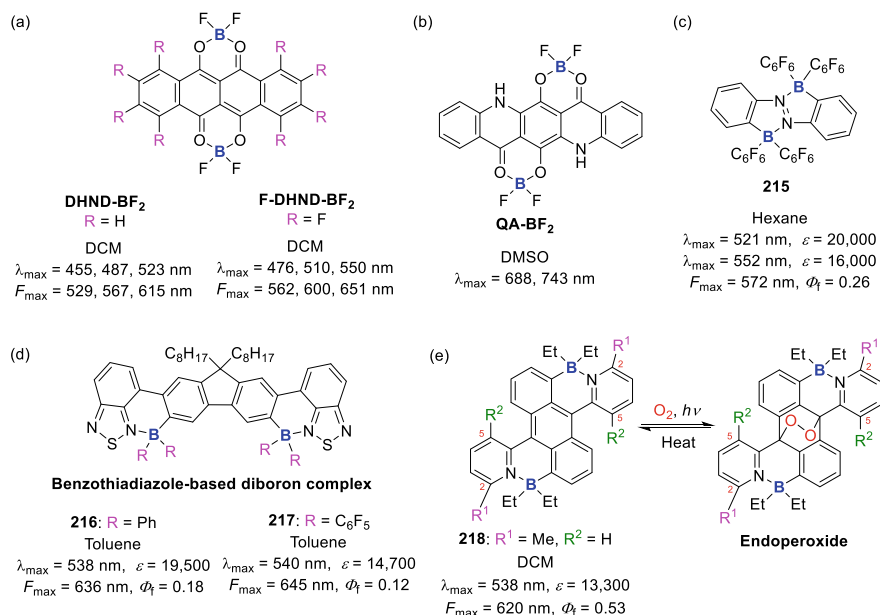 (a)
F F
B
R O O R
R R
R R
R O O R
B
F F
DHND-BF2
R = H
DCM
λmax = 455, 487, 523 nm
Fmax = 529, 567, 615 nm
F-DHND-BF2
R = F
DCM
λmax = 476, 510, 550 nm
Fmax = 562, 600, 651 nm
(b)
F F
B
O O
H
N
N
H
O O
B
F F
QA-BF2
DMSO
λmax = 688, 743 nm
(c)
C6F6 C6F6
B
N
N
B
C6F6 C6F6
215
Hexane
λmax = 521 nm, ε = 20,000
λmax = 552 nm, ε = 16,000
Fmax = 572 nm, Φf = 0.26
(d)
C8H17 C8H17
N S N B B N S N
R R R R
Benzothiadiazole-based diboron complex
216: R = Ph
Toluene
λmax = 538 nm, ε = 19,500
Fmax = 636 nm, Φf = 0.18
217: R = C6F5
Toluene
λmax = 540 nm, ε = 14,700
Fmax = 645 nm, Φf = 0.12
(e)
R1
Et Et
B 2
N
R2 5
5 R2
N
2 B
R1 Et Et
218: R1 = Me, R2 = H
DCM
λmax = 538 nm, ε = 13,300
Fmax = 620 nm, Φf = 0.53
O2, hν
Heat
R1
Et Et
B 2
N
R2 5
O O
5 R2
N
2 B
R1 Et Et
Endoperoxide